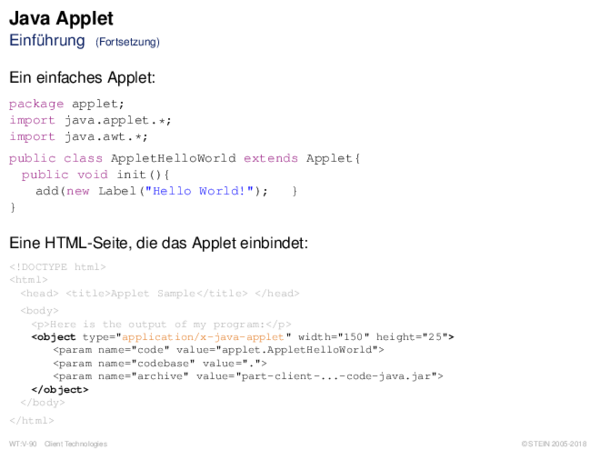 Java Applet
Einführung (Fortsetzung)
Ein einfaches Applet:
package applet;
import java.applet.*;
import java.awt.*;
public class AppletHelloWorld extends Applet{
public void init(){
add(new Label("Hello World!"); }
}
Eine HTML-Seite, die das Applet einbindet:
<!DOCTYPE html>
<html>
<head> <title>Applet Sample</title> </head>
<body>
<p>Here is the output of my program:</p>
<object type="application/x-java-applet" width="150" height="25">
<param name="code" value="applet.AppletHelloWorld">
<param name="codebase" value=".">
<param name="archive" value="part-client-...-code-java.jar">
</object>
</body>
</html>
WT:V-90 Client Technologies © STEIN 2005-2018